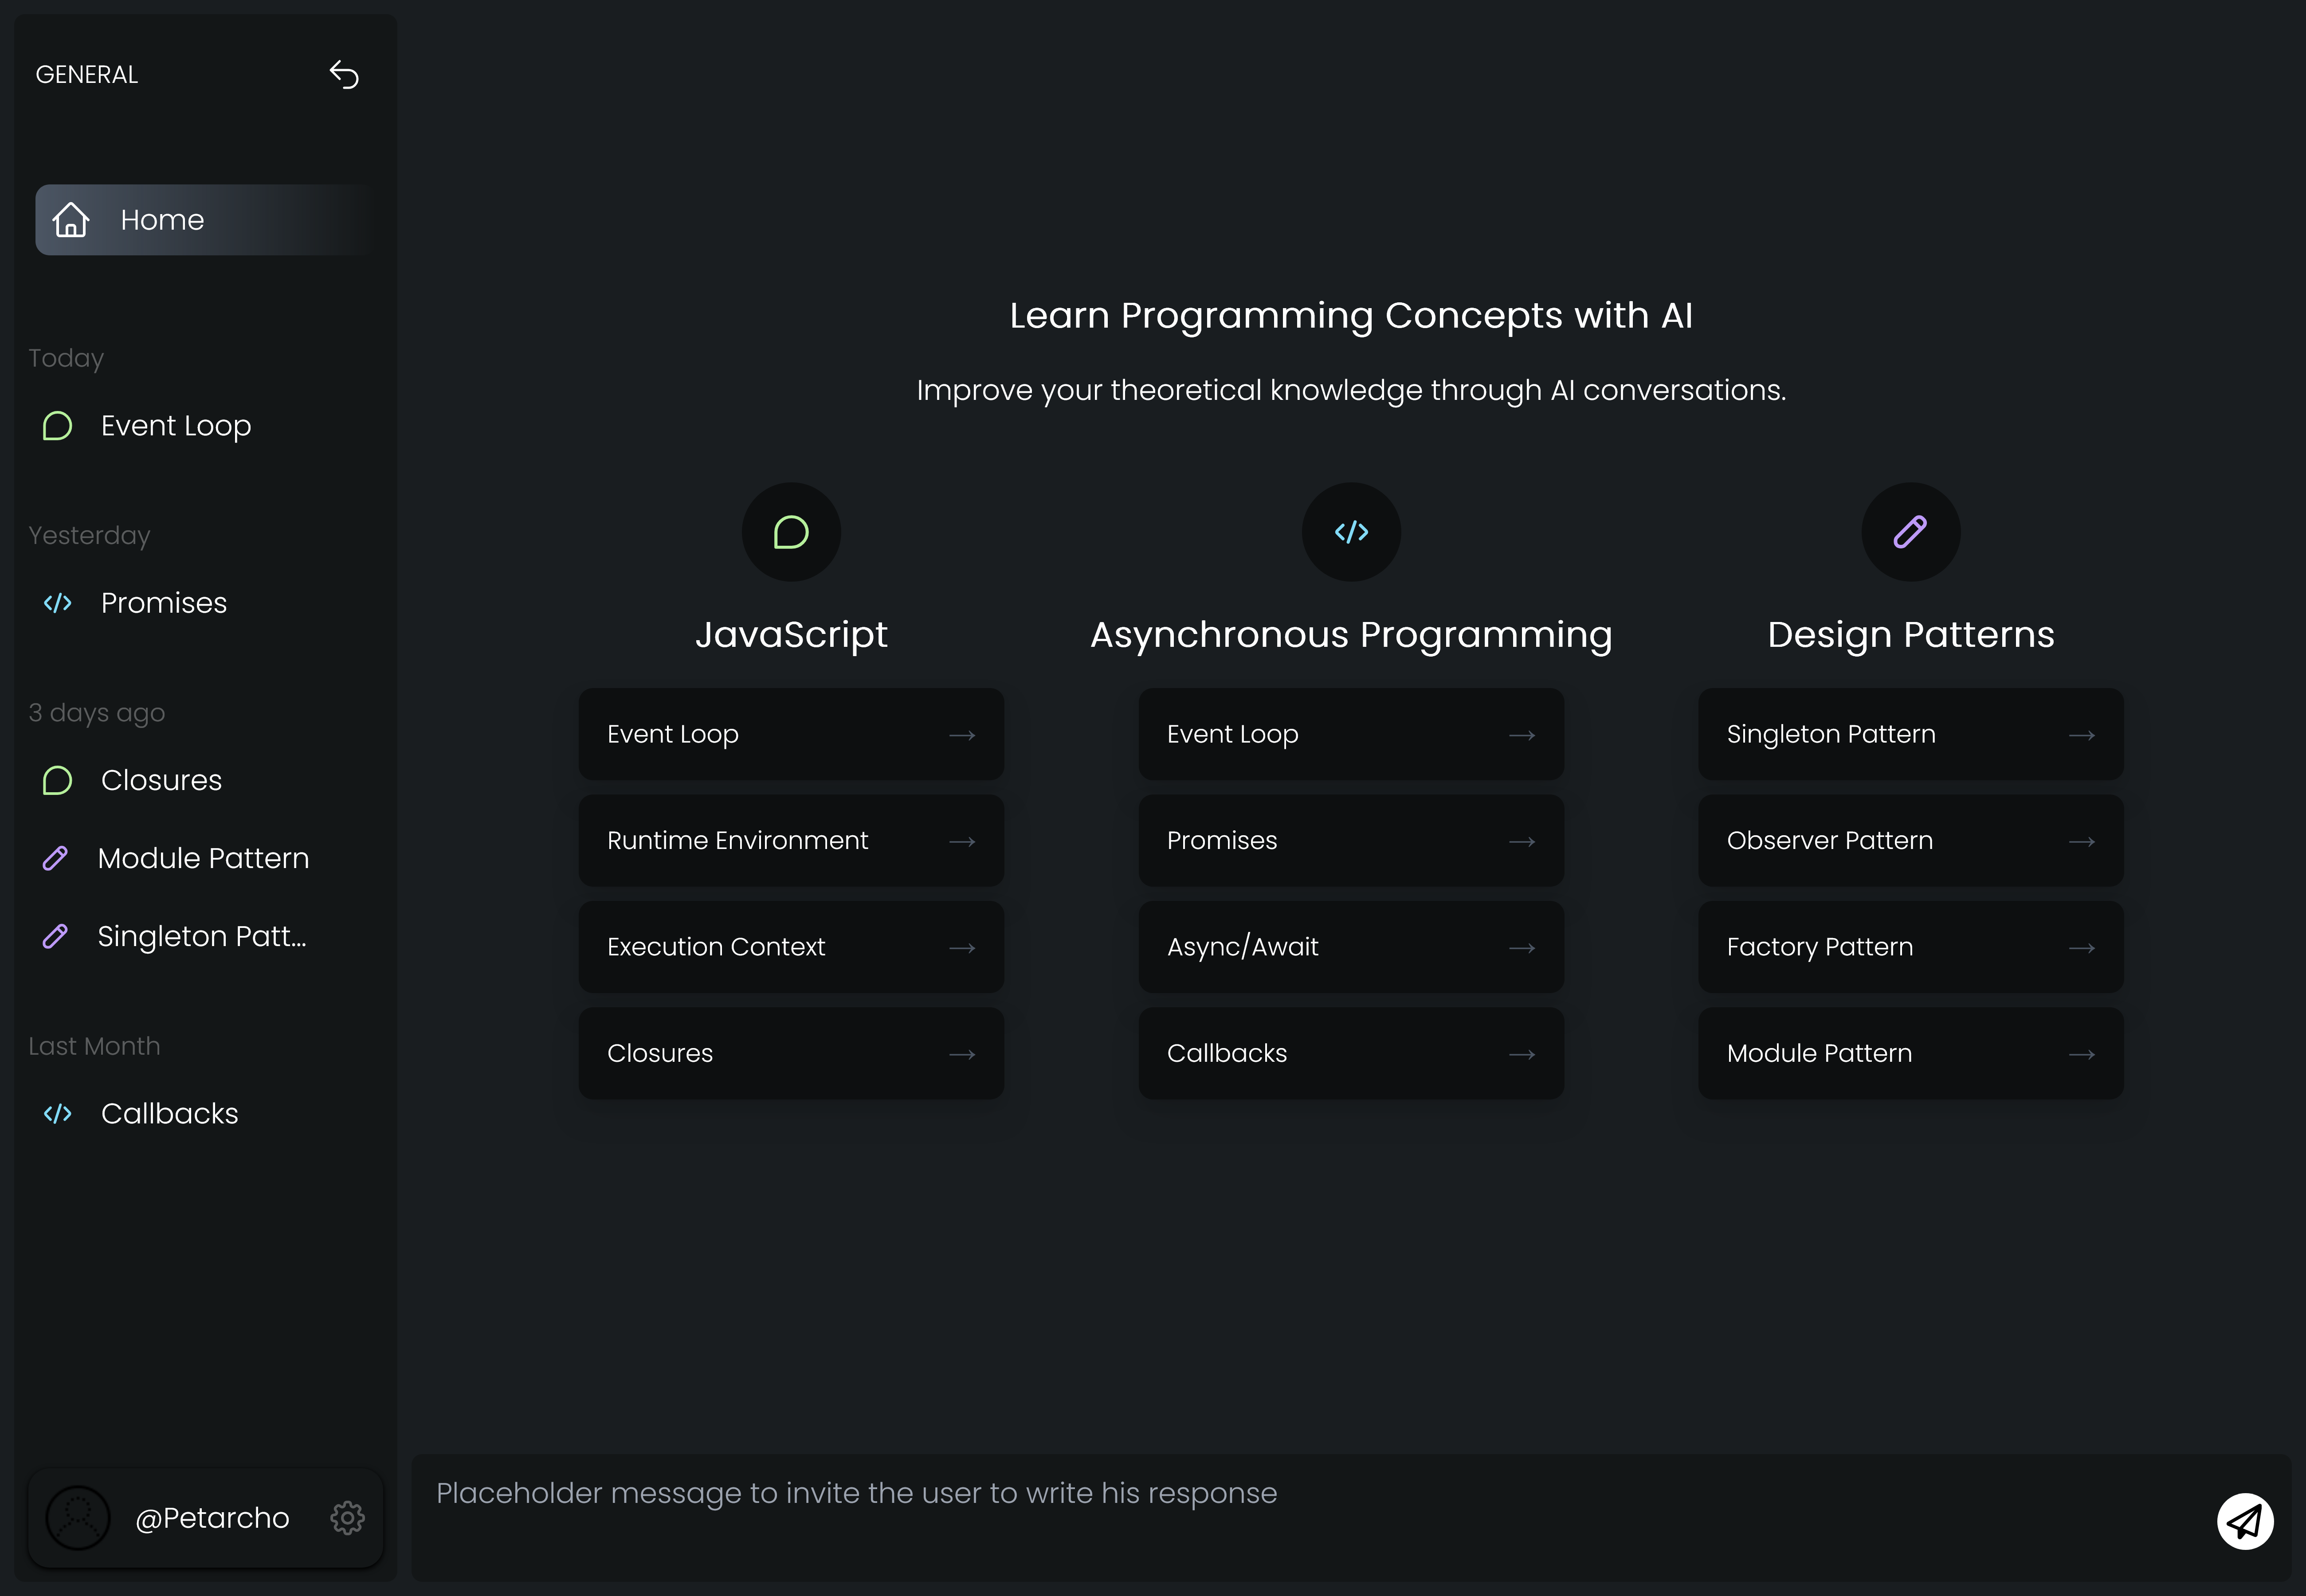 GENERAL
Home
Today
Event Loop
Yesterday
Promises
3 days ago
Closures
Module Pattern
Singleton Patt...
Last Month
Callbacks
@Petarcho
Learn Programming Concepts with AI
Improve your theoretical knowledge through AI conversations.
JavaScript
Event Loop →
Runtime Environment →
Execution Context →
Closures →
Asynchronous Programming
Event Loop →
Promises →
Async/Await →
Callbacks →
Design Patterns
Singleton Pattern →
Observer Pattern →
Factory Pattern →
Module Pattern →
Placeholder message to invite the user to write his response